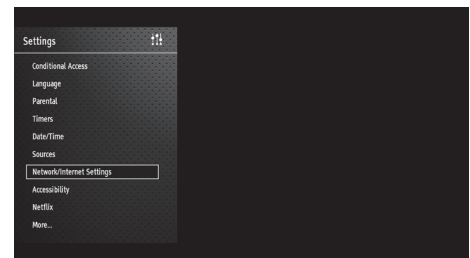 Settings
Conditional Access
Language
Parental
Timers
Date/Time
Sources
Network/Internet Settings
Accessibility
Netflix
More...